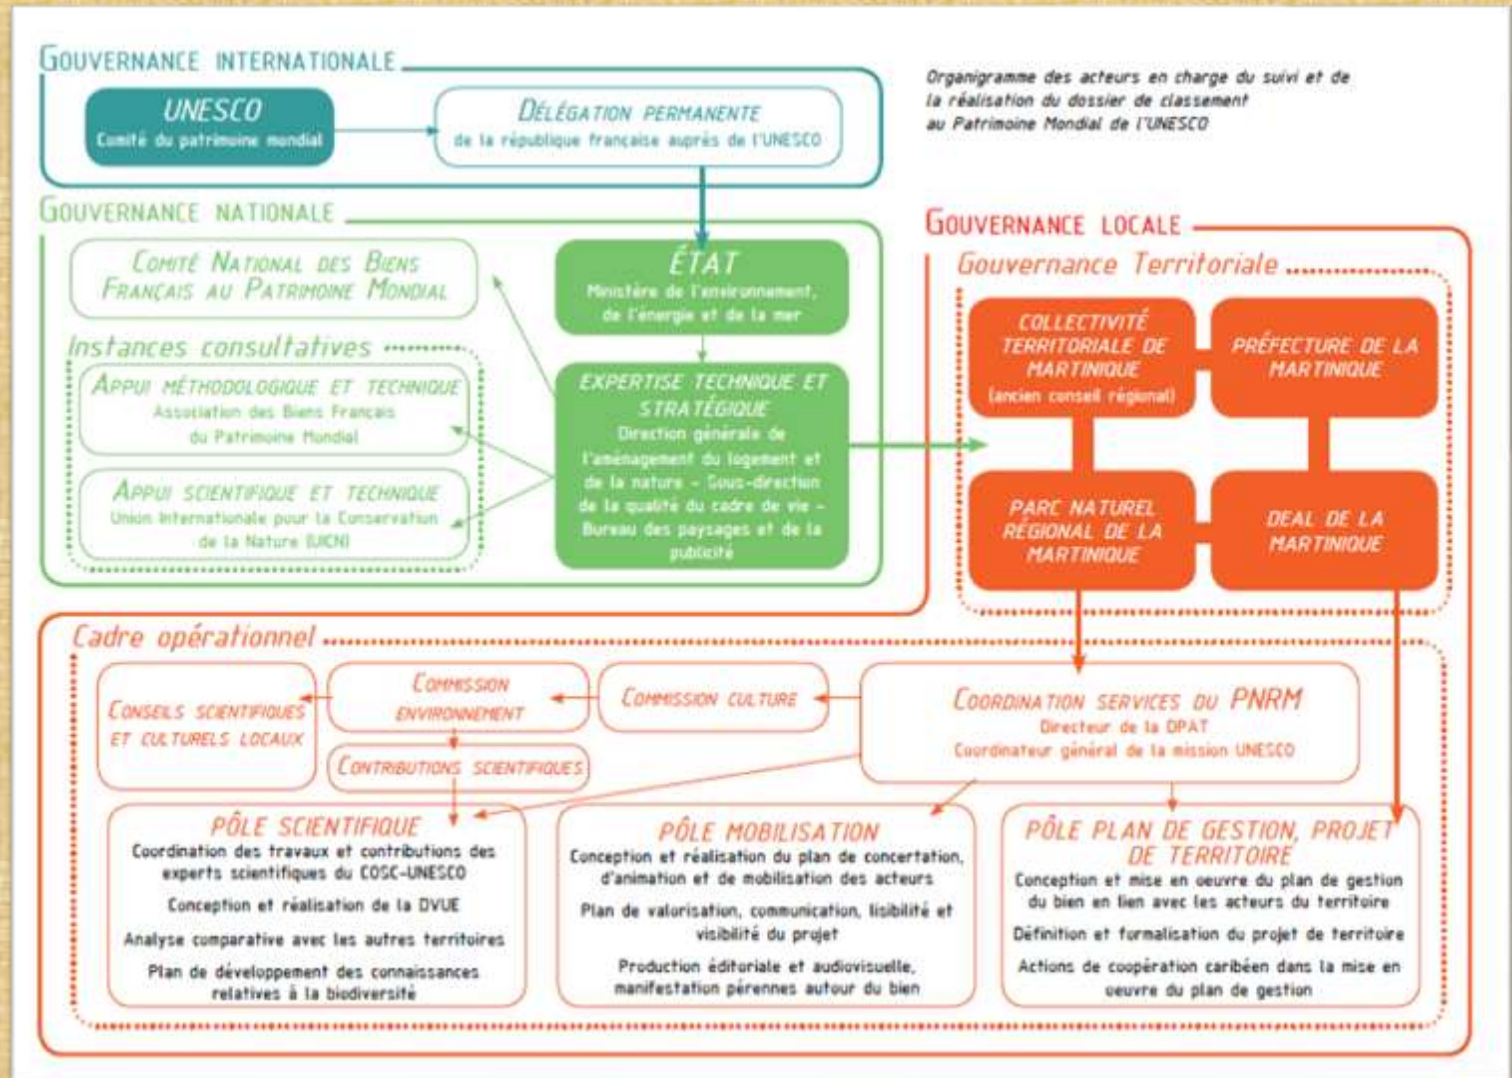 GOUVERNANCE INTERNATIONALE
UNESCO
Comité du patrimoine mondial
DÉLÉGATION PERMANENTE
de la république française auprès de l'UNESCO
Organigramme des acteurs en charge du suivi et de
la réalisation du dossier de classement
au Patrimoine Mondial de l'UNESCO
GOUVERNANCE NATIONALE
COMITÉ NATIONAL DES BIENS
FRANÇAIS AU PATRIMOINE MONDIAL
ÉTAT
Ministère de l'environnement,
de l'énergie et de la mer
Instances consultatives
APPUI MÉTHODOLOGIQUE ET TECHNIQUE
Association des Biens Français
du Patrimoine Mondial
APPUI SCIENTIFIQUE ET TECHNIQUE
Union Internationale pour la Conservation
de la Nature (UICN)
EXPERTISE TECHNIQUE ET
STRATÉGIQUE
Direction générale de
l'aménagement du logement et
de la nature - Sous-direction
de la qualité du cadre de vie -
Bureau des paysages et de la
publicité
GOUVERNANCE LOCALE
Gouvernance Territoriale
COLLECTIVITÉ
TERRITORIALE DE
MARTINIQUE
(ancien conseil régional)
PRÉFECTURE DE LA
MARTINIQUE
PARC NATUREL
RÉGIONAL DE LA
MARTINIQUE
DEAL DE LA
MARTINIQUE
Cadre opérationnel
CONSEILS SCIENTIFIQUES
ET CULTURELS LOCAUX
COMMISSION
ENVIRONNEMENT
COMMISSION CULTURE
CONTRIBUTIONS SCIENTIFIQUES
COORDINATION SERVICES DU PNRM
Directeur de la DPAT
Coordinateur général de la mission UNESCO
PÔLE SCIENTIFIQUE
Coordination des travaux et contributions des
experts scientifiques du COSC-UNESCO
Conception et réalisation de la DVUE
Analyse comparative avec les autres territoires
Plan de développement des connaissances
relatives à la biodiversité
PÔLE MOBILISATION
Conception et réalisation du plan de concertation,
d'animation et de mobilisation des acteurs
Plan de valorisation, communication, lisibilité et
visibilité du projet
Production éditoriale et audiovisuelle,
manifestation pérennes autour du bien
PÔLE PLAN DE GESTION, PROJET
DE TERRITOIRE
Conception et mise en oeuvre du plan de gestion
du bien en lien avec les acteurs du territoire
Définition et formalisation du projet de territoire
Actions de coopération caribéen dans la mise en
oeuvre du plan de gestion